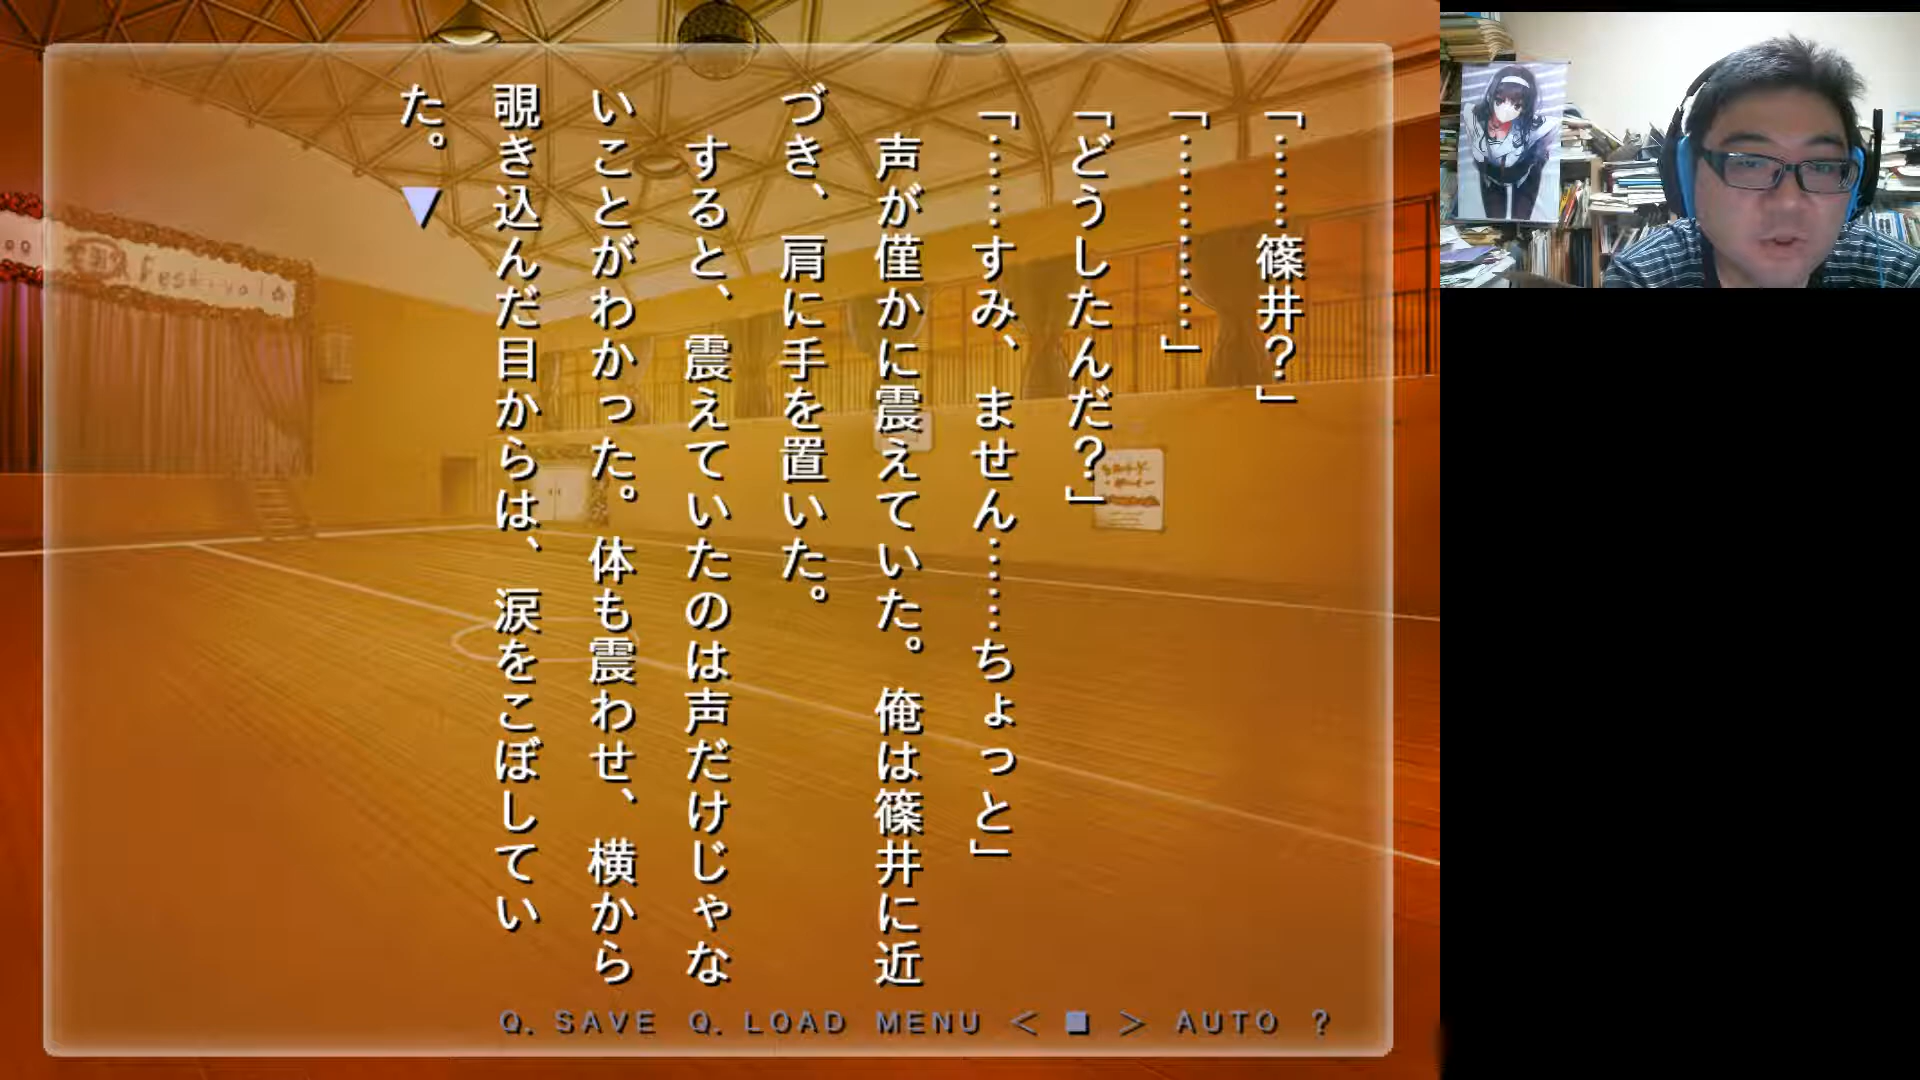 「……篠井？」
「…………」
「どうしたんだ？」
「……すみ、ません……ちょっと」
　声が僅かに震えていた。俺は篠井に近
づき、肩に手を置いた。
　すると、震えていたのは声だけじゃな
いことがわかった。体も震わせ、横から
覗き込んだ目からは、涙をこぼしてい
た。
Festival
Q. SAVE Q. LOAD MENU < ■ > AUTO ?